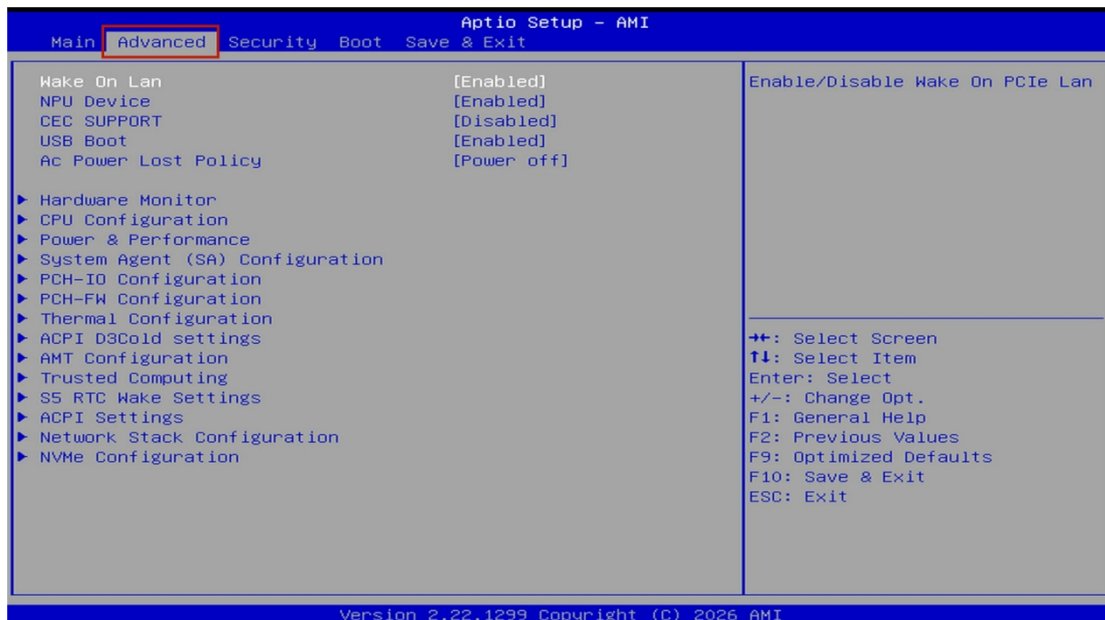 Aptio Setup - AMI
Main Advanced Security Boot Save & Exit
Wake On Lan [Enabled]
NPU Device [Enabled]
CEC SUPPORT [Disabled]
USB Boot [Enabled]
Ac Power Lost Policy [Power off]
▶ Hardware Monitor
▶ CPU Configuration
▶ Power & Performance
▶ System Agent (SA) Configuration
▶ PCH-IO Configuration
▶ PCH-FW Configuration
▶ Thermal Configuration
▶ ACPI D3Cold settings
▶ AMT Configuration
▶ Trusted Computing
▶ S5 RTC Wake Settings
▶ ACPI Settings
▶ Network Stack Configuration
▶ NVMe Configuration
Enable/Disable Wake On PCIe Lan
→←: Select Screen
↑↓: Select Item
Enter: Select
+/-: Change Opt.
F1: General Help
F2: Previous Values
F9: Optimized Defaults
F10: Save & Exit
ESC: Exit
Version 2.22.1299 Copyright (C) 2026 AMI